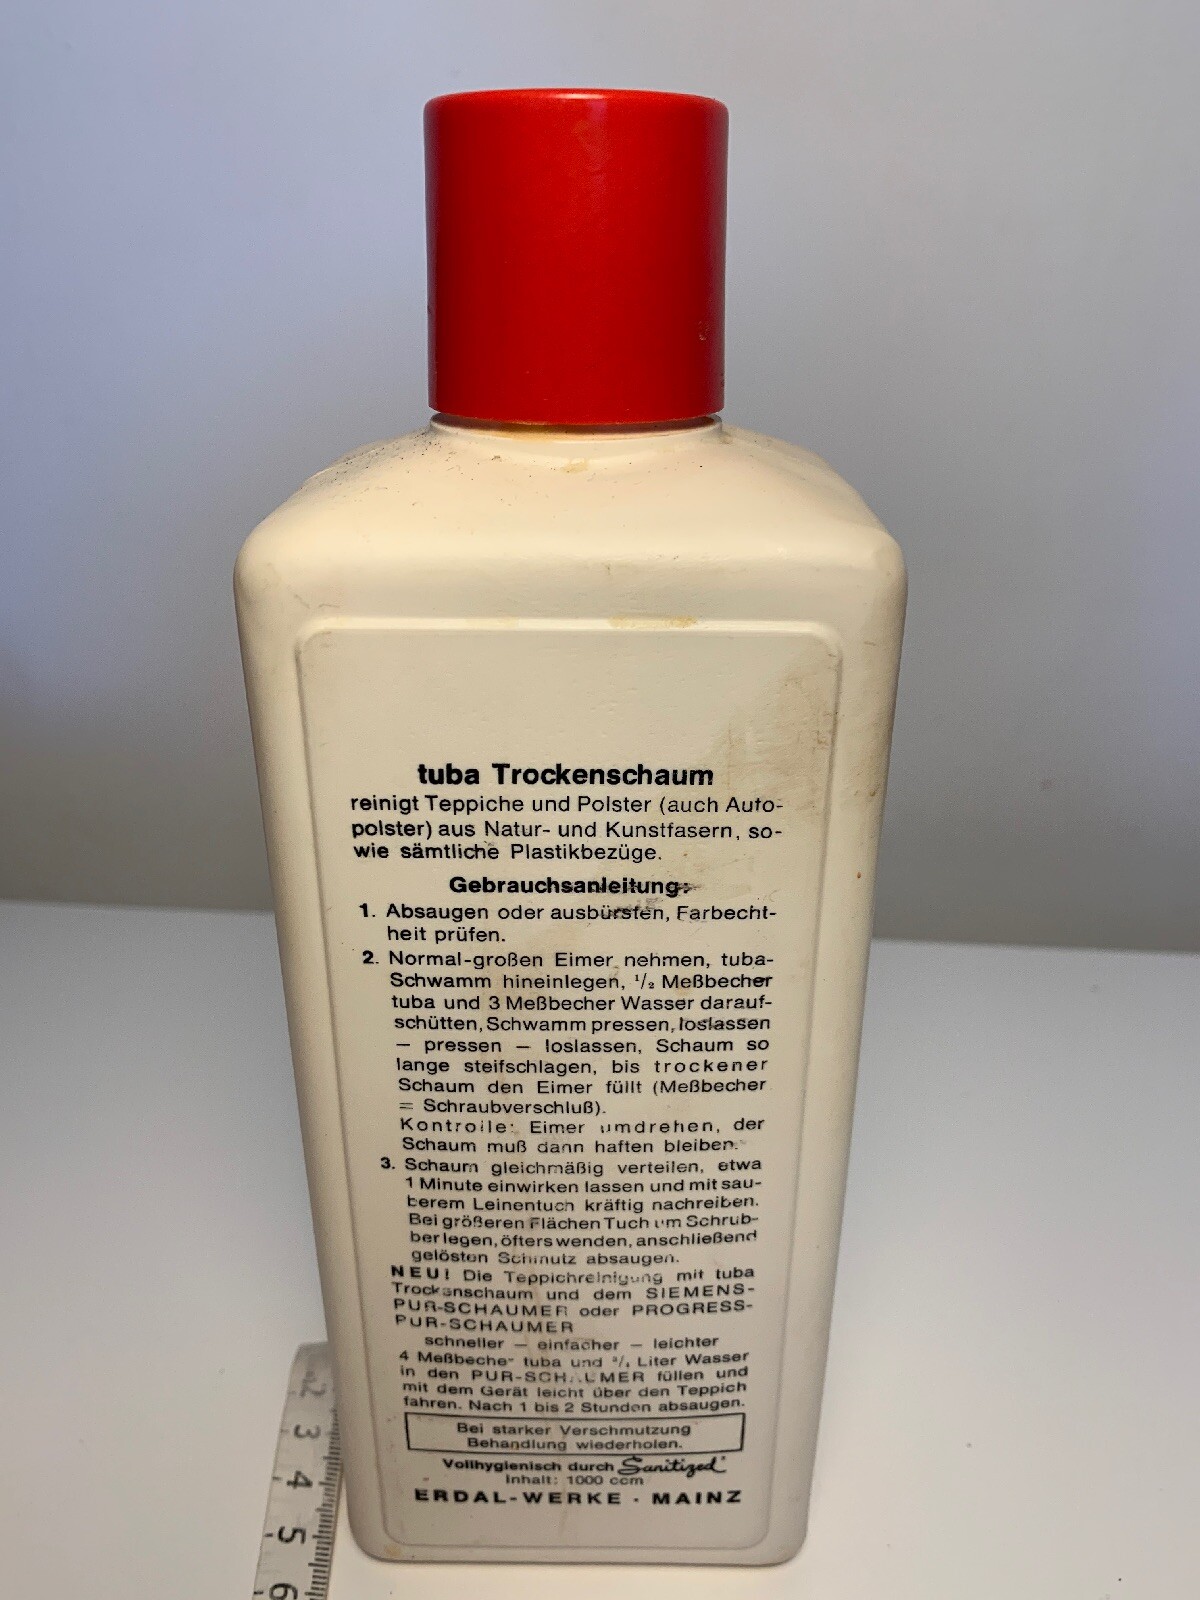 tuba Trockenschaum
reinigt Teppiche und Polster (auch Auto-
polster) aus Natur- und Kunstfasern, so-
wie sämtliche Plastikbezüge.
Gebrauchsanleitung:
1. Absaugen oder ausbürsten, Farbecht-
heit prüfen.
2. Normal-großen Eimer nehmen, tuba-
Schwamm hineinlegen, 1/2 Meßbecher
tuba und 3 Meßbecher Wasser darauf-
schütten, Schwamm pressen, loslassen
— pressen — loslassen, Schaum so
lange steifschlagen, bis trockener
Schaum den Eimer füllt (Meßbecher
= Schraubverschluß).
Kontrolle: Eimer umdrehen, der
Schaum muß dann haften bleiben.
3. Schaum gleichmäßig verteilen, etwa
1 Minute einwirken lassen und mit sau-
berem Leinentuch kräftig nachreiben.
Bei größeren Flächen Tuch um Schrub-
ber legen, öfters wenden, anschließend
gelösten Schmutz absaugen.
NEU! Die Teppichreinigung mit tuba
Trockenschaum und dem SIEMENS-
PUR-SCHAUMER oder PROGRESS-
PUR-SCHAUMER
schneller — einfacher — leichter
4 Meßbecher tuba und /4 Liter Wasser
in den PUR-SCHAUMER füllen und
mit dem Gerät leicht über den Teppich
fahren. Nach 1 bis 2 Stunden absaugen.
Bei starker Verschmutzung
Behandlung wiederholen.
Vollhygienisch durch Sanitized
Inhalt: 1000 ccm
ERDAL-WERKE · MAINZ
2
3
4
5
6